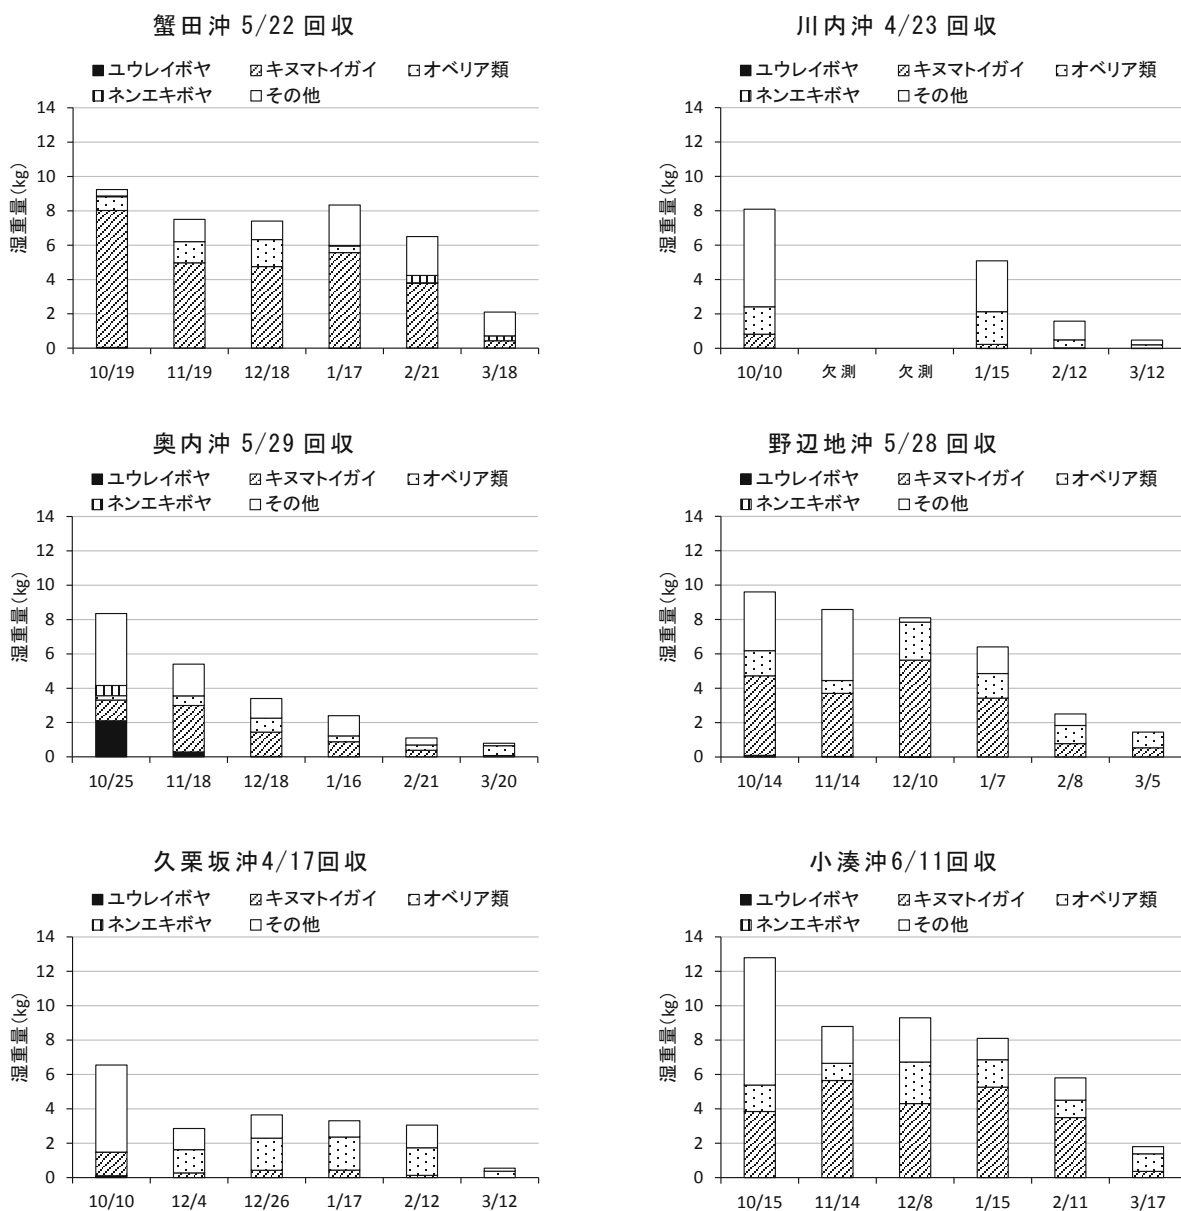 蟹田沖 5/22 回収
■ユウレイボヤ キヌマトイガイ オベリア類
ネンエキボヤ □その他
湿重量(kg)
14
12
10
8
6
4
2
0
10/19 11/19 12/18 1/17 2/21 3/18
川内沖 4/23 回収
■ユウレイボヤ キヌマトイガイ オベリア類
ネンエキボヤ □その他
湿重量(kg)
14
12
10
8
6
4
2
0
10/10 欠測 欠測 1/15 2/12 3/12
奥内沖 5/29 回収
■ユウレイボヤ キヌマトイガイ オベリア類
ネンエキボヤ □その他
湿重量(kg)
14
12
10
8
6
4
2
0
10/25 11/18 12/18 1/16 2/21 3/20
野辺地沖 5/28 回収
■ユウレイボヤ キヌマトイガイ オベリア類
ネンエキボヤ □その他
湿重量(kg)
14
12
10
8
6
4
2
0
10/14 11/14 12/10 1/7 2/8 3/5
久栗坂沖4/17回収
■ユウレイボヤ キヌマトイガイ オベリア類
ネンエキボヤ □その他
湿重量(kg)
14
12
10
8
6
4
2
0
10/10 12/4 12/26 1/17 2/12 3/12
小湊沖6/11回収
■ユウレイボヤ キヌマトイガイ オベリア類
ネンエキボヤ □その他
湿重量(kg)
14
12
10
8
6
4
2
0
10/15 11/14 12/8 1/15 2/11 3/17